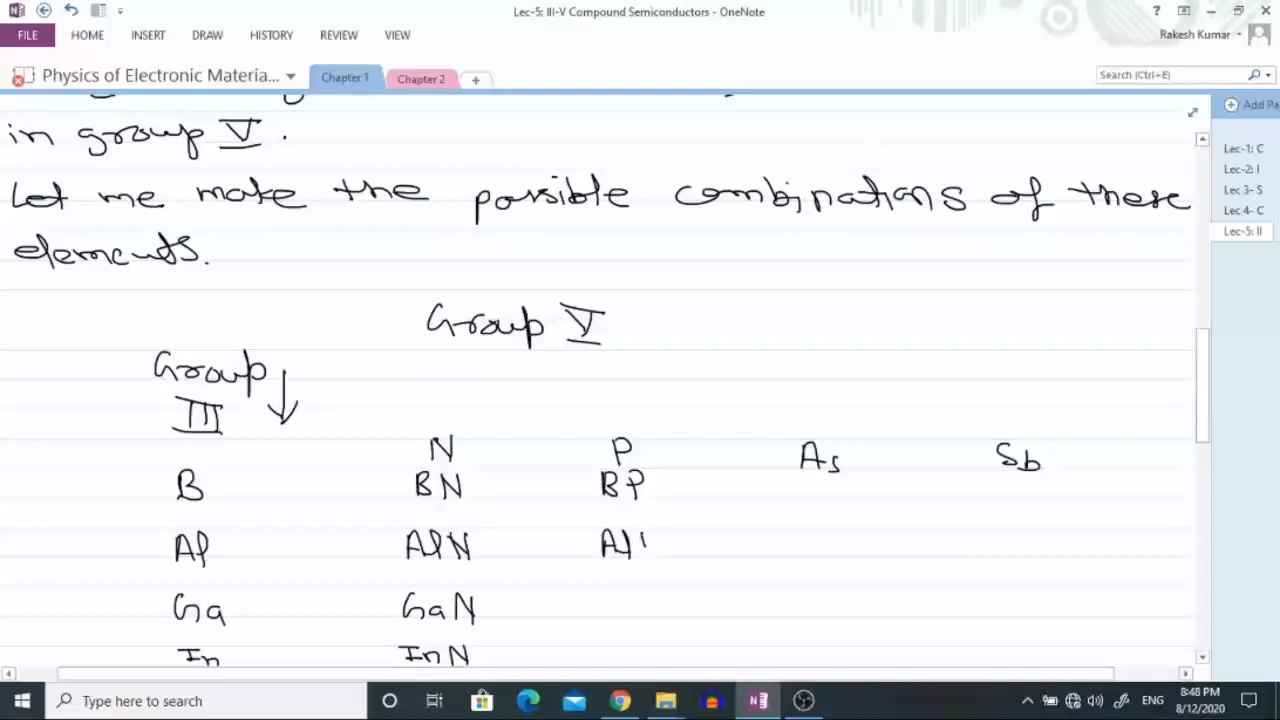 Lec-5: III-V Compound Semiconductors - OneNote
FILE HOME INSERT DRAW HISTORY REVIEW VIEW
Rakesh Kumar
Physics of Electronic Materia... Chapter 1 Chapter 2
Search (Ctrl+E)
Add Pa
in group V.
Let me make the possible combinations of these
elements.
Group V
Group
III
N P As Sb
B BN BP
Al AlN Al
Ga GaN
In InN
Lec-1: C
Lec-2: I
Lec 3- S
Lec 4- C
Lec-5: II
Type here to search
ENG
8:48 PM
8/12/2020